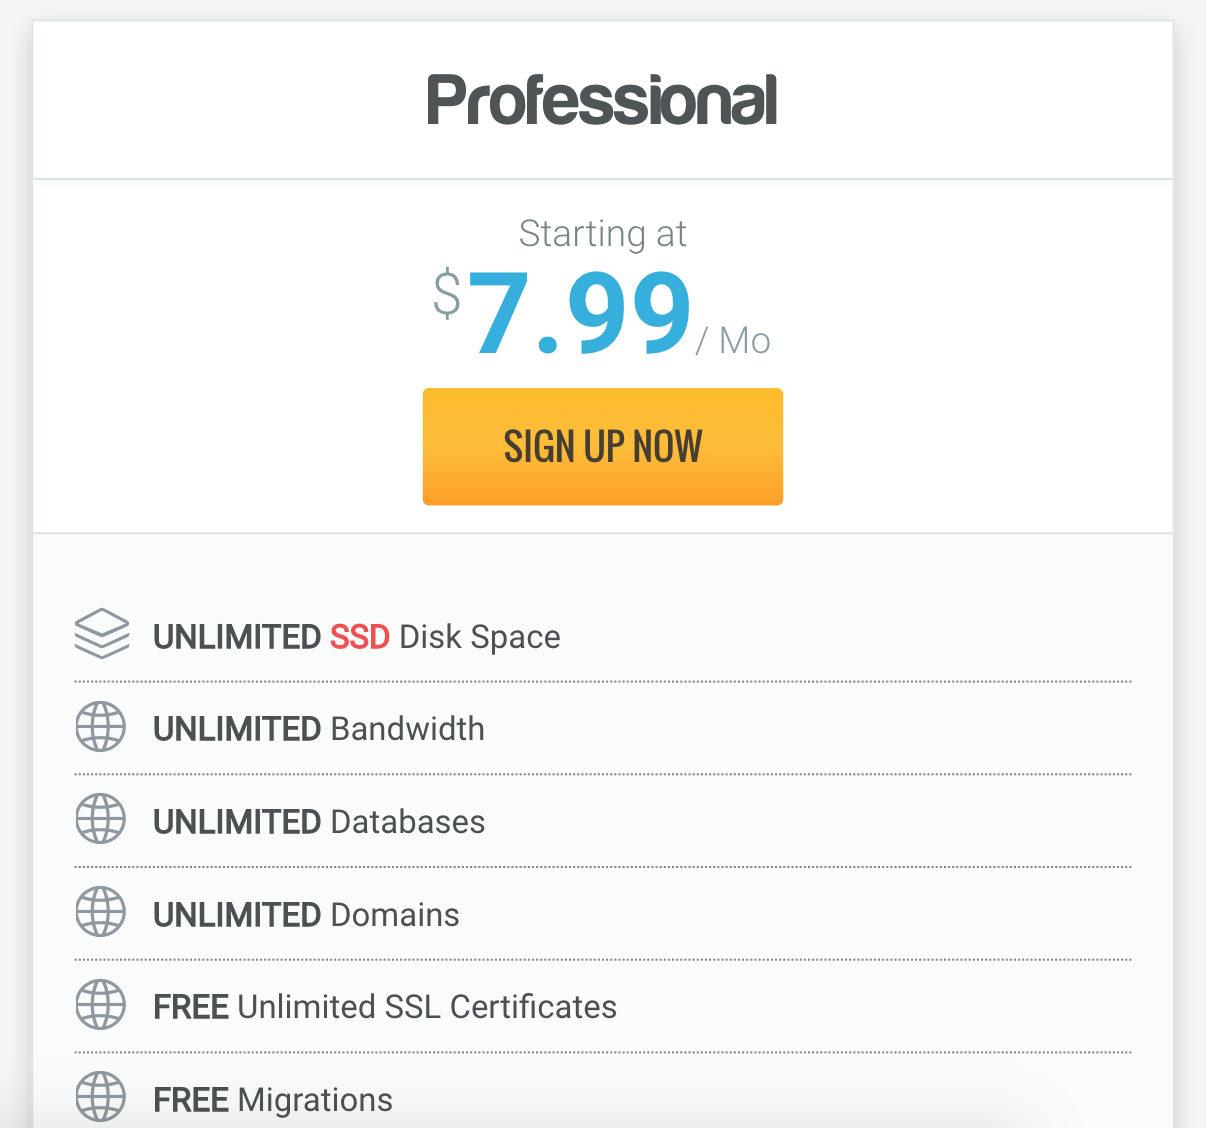 Professional
Starting at
$7.99/ Mo
SIGN UP NOW
UNLIMITED SSD Disk Space
UNLIMITED Bandwidth
UNLIMITED Databases
UNLIMITED Domains
FREE Unlimited SSL Certificates
FREE Migrations